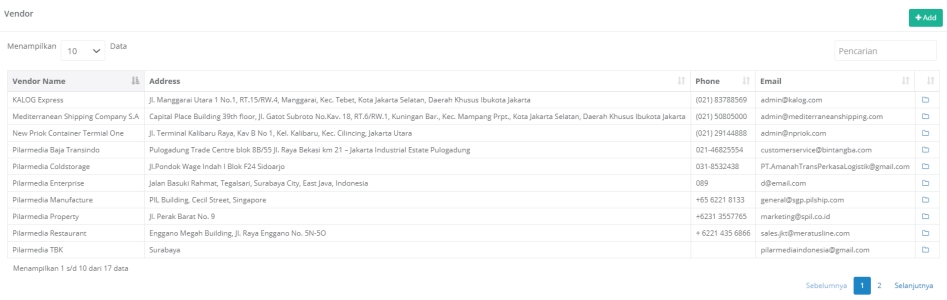 Vendor
+Add
Menampilkan 10 Data
Pencarian
Vendor Name Address Phone Email
KALOG Express Jl. Manggarai Utara 1 No.1, RT.15/RW.4, Manggarai, Kec. Tebet, Kota Jakarta Selatan, Daerah Khusus Ibukota Jakarta (021) 83788569 admin@kalog.com
Mediterranean Shipping Company S.A Capital Place Building 39th floor, Jl. Gatot Subroto No.Kav. 18, RT.6/RW.1, Kuningan Bar., Kec. Mampang Prpt., Kota Jakarta Selatan, Daerah Khusus Ibukota Jakarta (021) 50805000 admin@mediterraneanshipping.com
New Priok Container Termial One Jl. Terminal Kalibaru Raya, Kav B No 1, Kel. Kalibaru, Kec. Cilincing, Jakarta Utara (021) 29144888 admin@npriok.com
Pilarmedia Baja Transindo Pulogadung Trade Centre blok 8B/55 Jl. Raya Bekasi km 21 – Jakarta Industrial Estate Pulogadung 021-46825554 customerservice@bintangba.com
Pilarmedia Coldstorage Jl.Pondok Wage Indah I Blok F24 Sidoarjo 031-8532438 PT.AmanahTransPerkasaLogistik@gmail.com
Pilarmedia Enterprise Jalan Basuki Rahmat, Tegalsari, Surabaya City, East Java, Indonesia 089 d@email.com
Pilarmedia Manufacture PIL Building, Cecil Street, Singapore +65 6221 8133 general@sgp.pilship.com
Pilarmedia Property Jl. Perak Barat No. 9 +6231 3557765 marketing@spil.co.id
Pilarmedia Restaurant Enggano Megah Building, Jl. Raya Enggano No. 5N-5O + 6221 435 6866 sales.jkt@meratusline.com
Pilarmedia TBK Surabaya pilarmediaindonesia@gmail.com
Menampilkan 1 s/d 10 dari 17 data
Sebelumnya 1 2 Selanjutnya